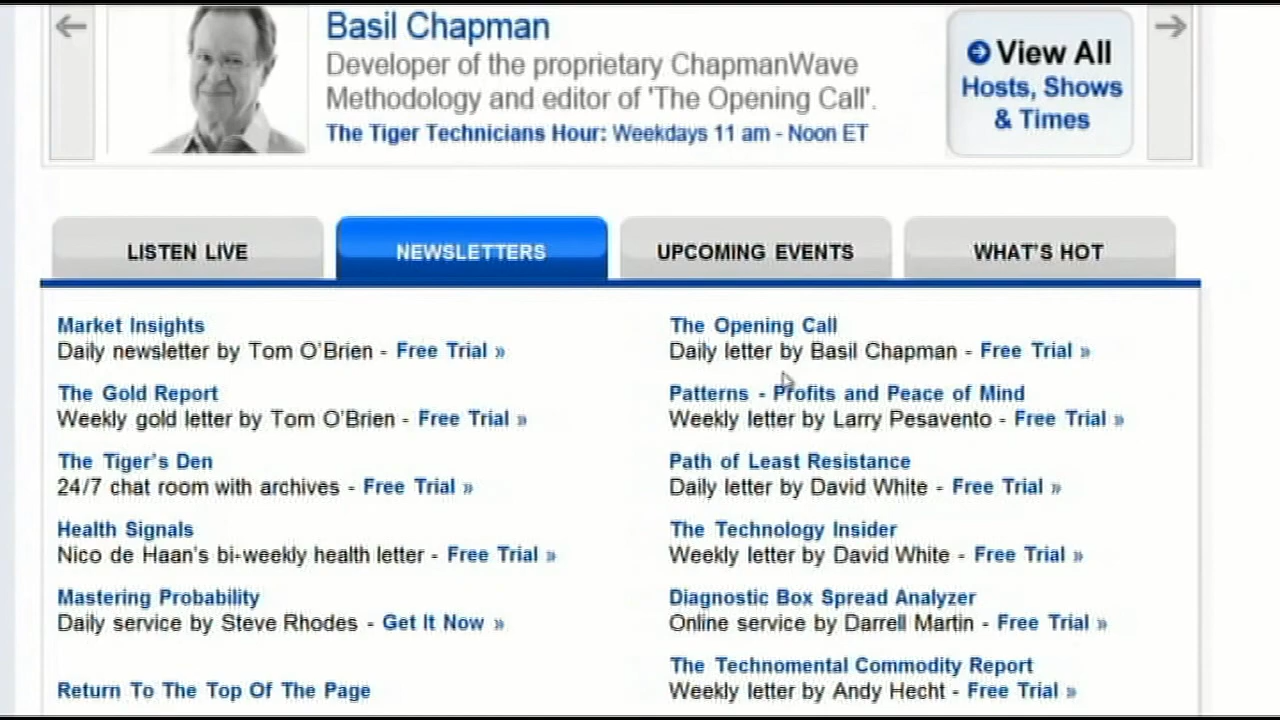 Basil Chapman
Developer of the proprietary ChapmanWave
Methodology and editor of 'The Opening Call'.
The Tiger Technicians Hour: Weekdays 11 am - Noon ET
View All
Hosts, Shows
& Times
LISTEN LIVE
NEWSLETTERS
UPCOMING EVENTS
WHAT'S HOT
Market Insights
Daily newsletter by Tom O'Brien - Free Trial »
The Gold Report
Weekly gold letter by Tom O'Brien - Free Trial »
The Tiger's Den
24/7 chat room with archives - Free Trial »
Health Signals
Nico de Haan's bi-weekly health letter - Free Trial »
Mastering Probability
Daily service by Steve Rhodes - Get It Now »
Return To The Top Of The Page
The Opening Call
Daily letter by Basil Chapman - Free Trial »
Patterns - Profits and Peace of Mind
Weekly letter by Larry Pesavento - Free Trial »
Path of Least Resistance
Daily letter by David White - Free Trial »
The Technology Insider
Weekly letter by David White - Free Trial »
Diagnostic Box Spread Analyzer
Online service by Darrell Martin - Free Trial »
The Technomental Commodity Report
Weekly letter by Andy Hecht - Free Trial »